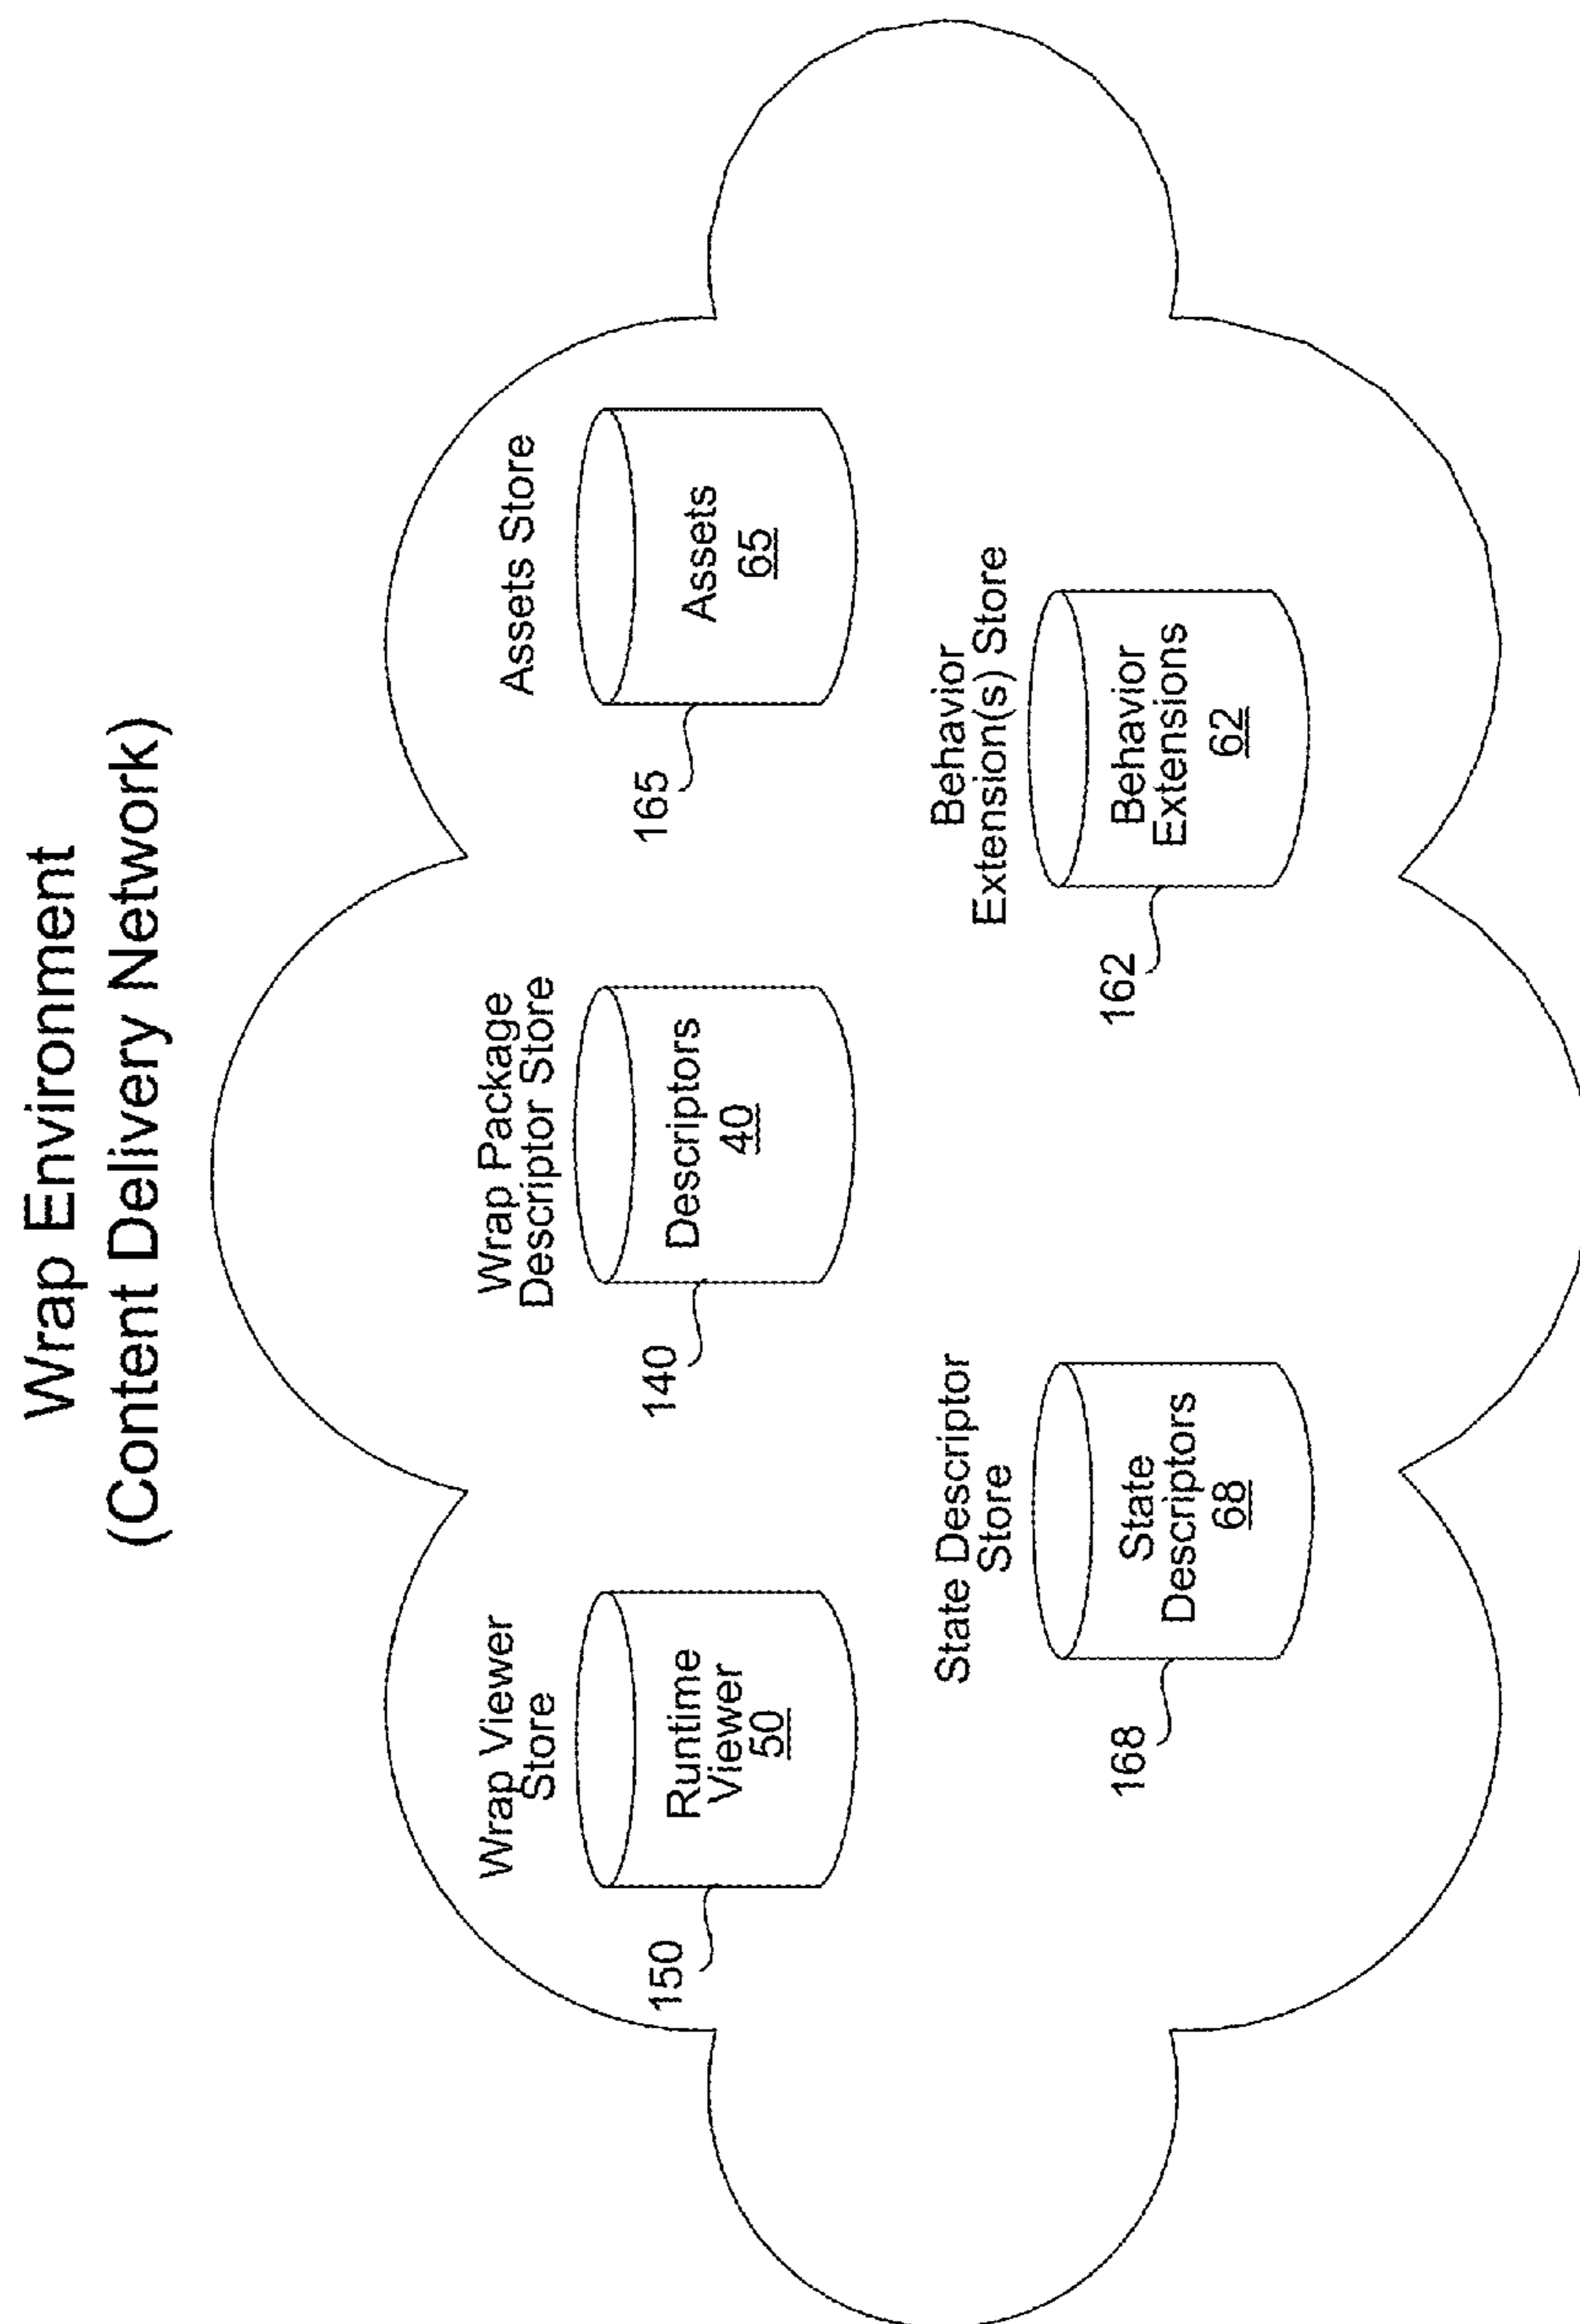 Wrap Environment
(Content Delivery Network)
Wrap Viewer
Store
150
Runtime
Viewer
50
Wrap Package
Descriptor Store
140
Descriptors
40
Assets Store
165
Assets
65
State Descriptor
Store
168
State
Descriptors
68
Behavior
Extension(s) Store
162
Behavior
Extensions
62